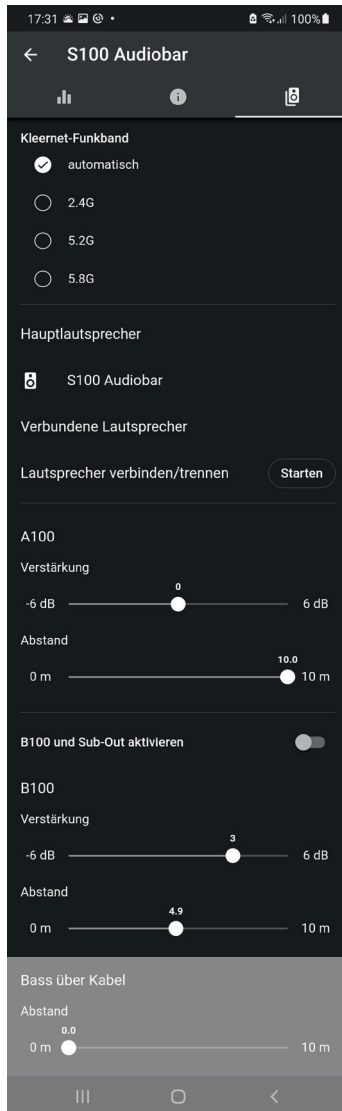 17:31 100%
S100 Audiobar
Kleernet-Funkband
automatisch
2.4G
5.2G
5.8G
Hauptlautsprecher
S100 Audiobar
Verbundene Lautsprecher
Lautsprecher verbinden/trennen Starten
A100
Verstärkung
0
-6 dB 6 dB
Abstand
10.0
0 m 10 m
B100 und Sub-Out aktivieren
B100
Verstärkung
3
-6 dB 6 dB
Abstand
4.9
0 m 10 m
Bass über Kabel
Abstand
0.0
0 m 10 m